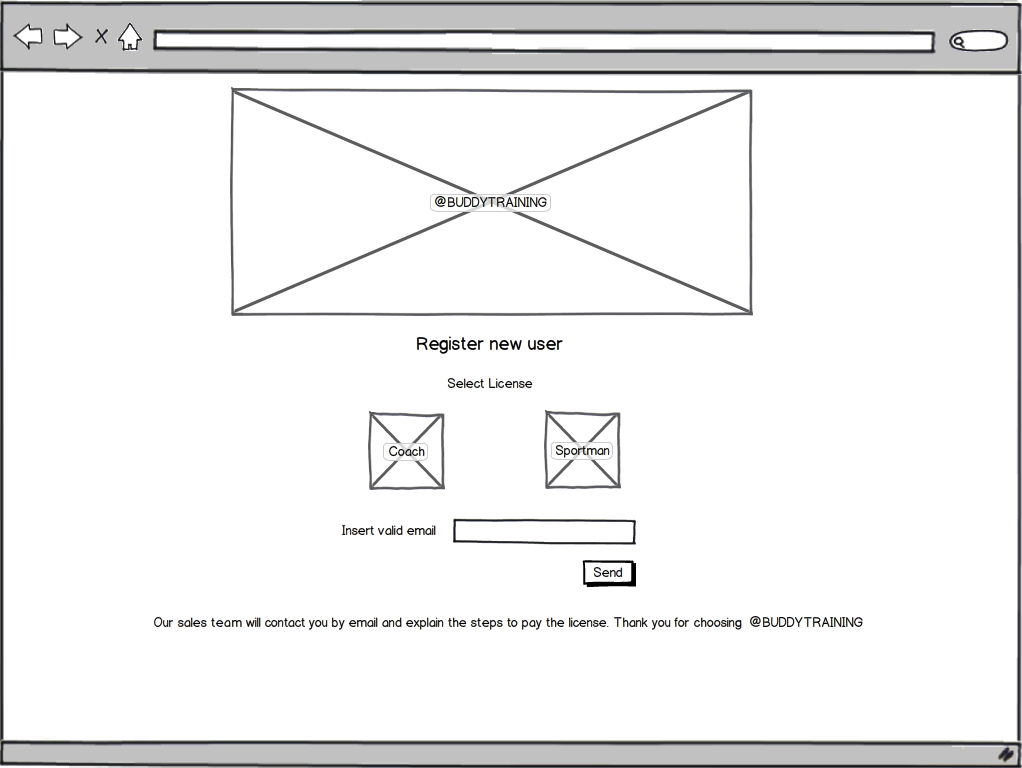 @BUDDYTRAINING
Register new user
Select License
Coach
Sportman
Insert valid email
Send
Our sales team will contact you by email and explain the steps to pay the license. Thank you for choosing @BUDDYTRAINING